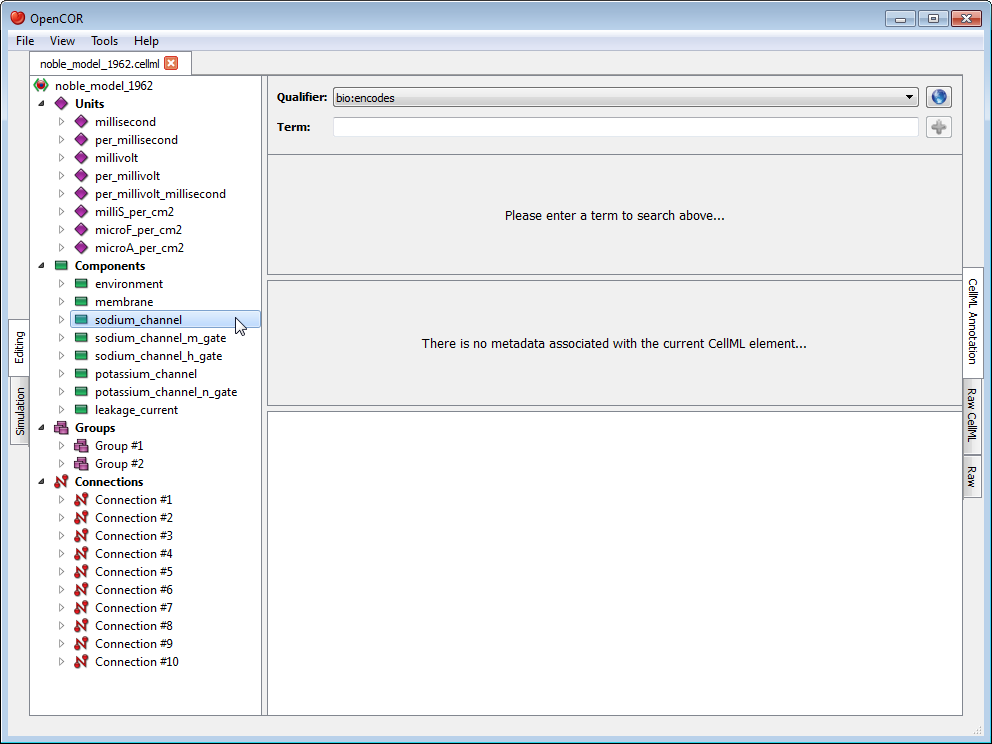 OpenCOR
File View Tools Help
noble_model_1962.cellml
noble_model_1962
Units
millisecond
per_millisecond
millivolt
per_millivolt
per_millivolt_millisecond
milliS_per_cm2
microF_per_cm2
microA_per_cm2
Components
environment
membrane
sodium_channel
sodium_channel_m_gate
sodium_channel_h_gate
potassium_channel
potassium_channel_n_gate
leakage_current
Groups
Group #1
Group #2
Connections
Connection #1
Connection #2
Connection #3
Connection #4
Connection #5
Connection #6
Connection #7
Connection #8
Connection #9
Connection #10
Editing
Simulation
Qualifier: bio:encodes
Term:
Please enter a term to search above...
There is no metadata associated with the current CellML element...
CellML Annotation
Raw CellML
Raw